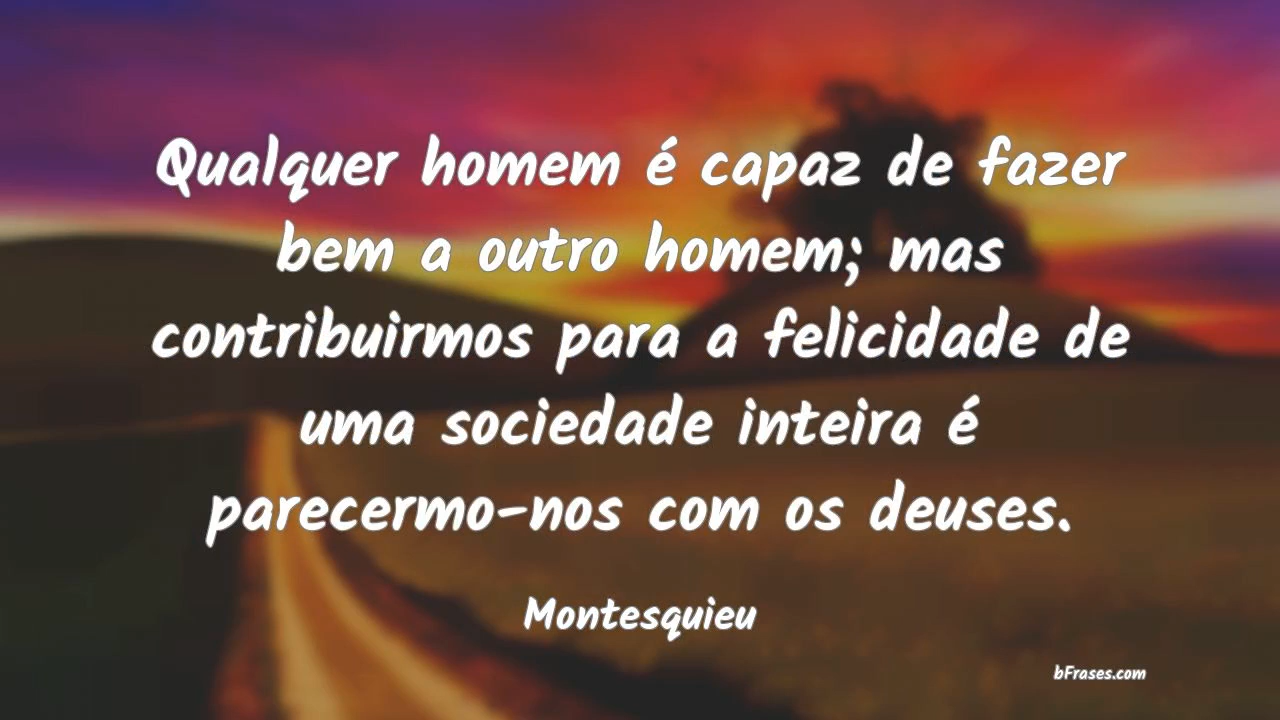 Qualquer homem é capaz de fazer
bem a outro homem; mas
contribuirmos para a felicidade de
uma sociedade inteira é
parecermo-nos com os deuses.
Montesquieu
bFrases.com